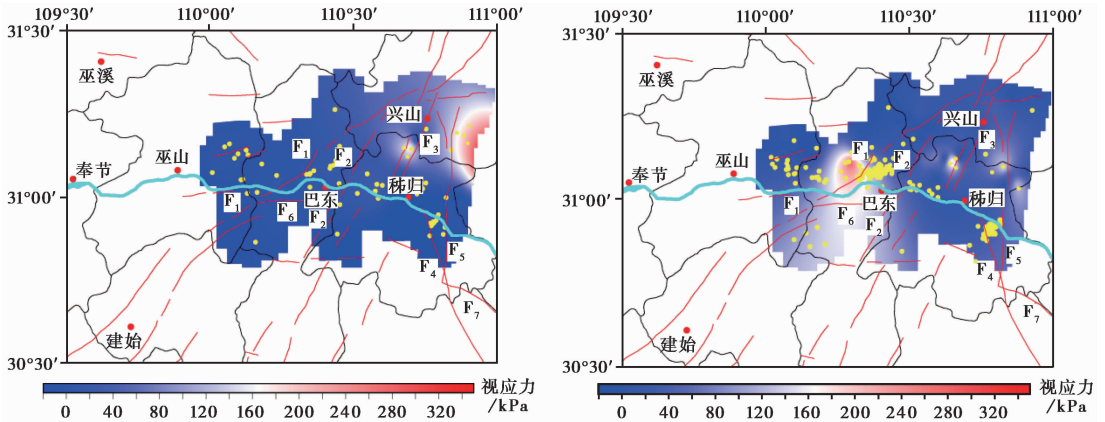 109°30′ 110°00′ 110°30′ 111°00′
31°30′
31°00′
30°30′
巫溪
兴山
F₁
F₃
F₂
巫山
奉节
秭归
巴东
F₁
F₆
F₂
F₅
F₄
F₇
建始
0 40 80 120 160 200 240 280 320
视应力
/kPa
109°30′ 110°00′ 110°30′ 111°00′
31°30′
31°00′
30°30′
巫溪
兴山
F₁
F₂
F₃
巫山
奉节
秭归
巴东
F₁
F₆
F₂
F₅
F₄
F₇
建始
0 40 80 120 160 200 240 280 320
视应力
/kPa